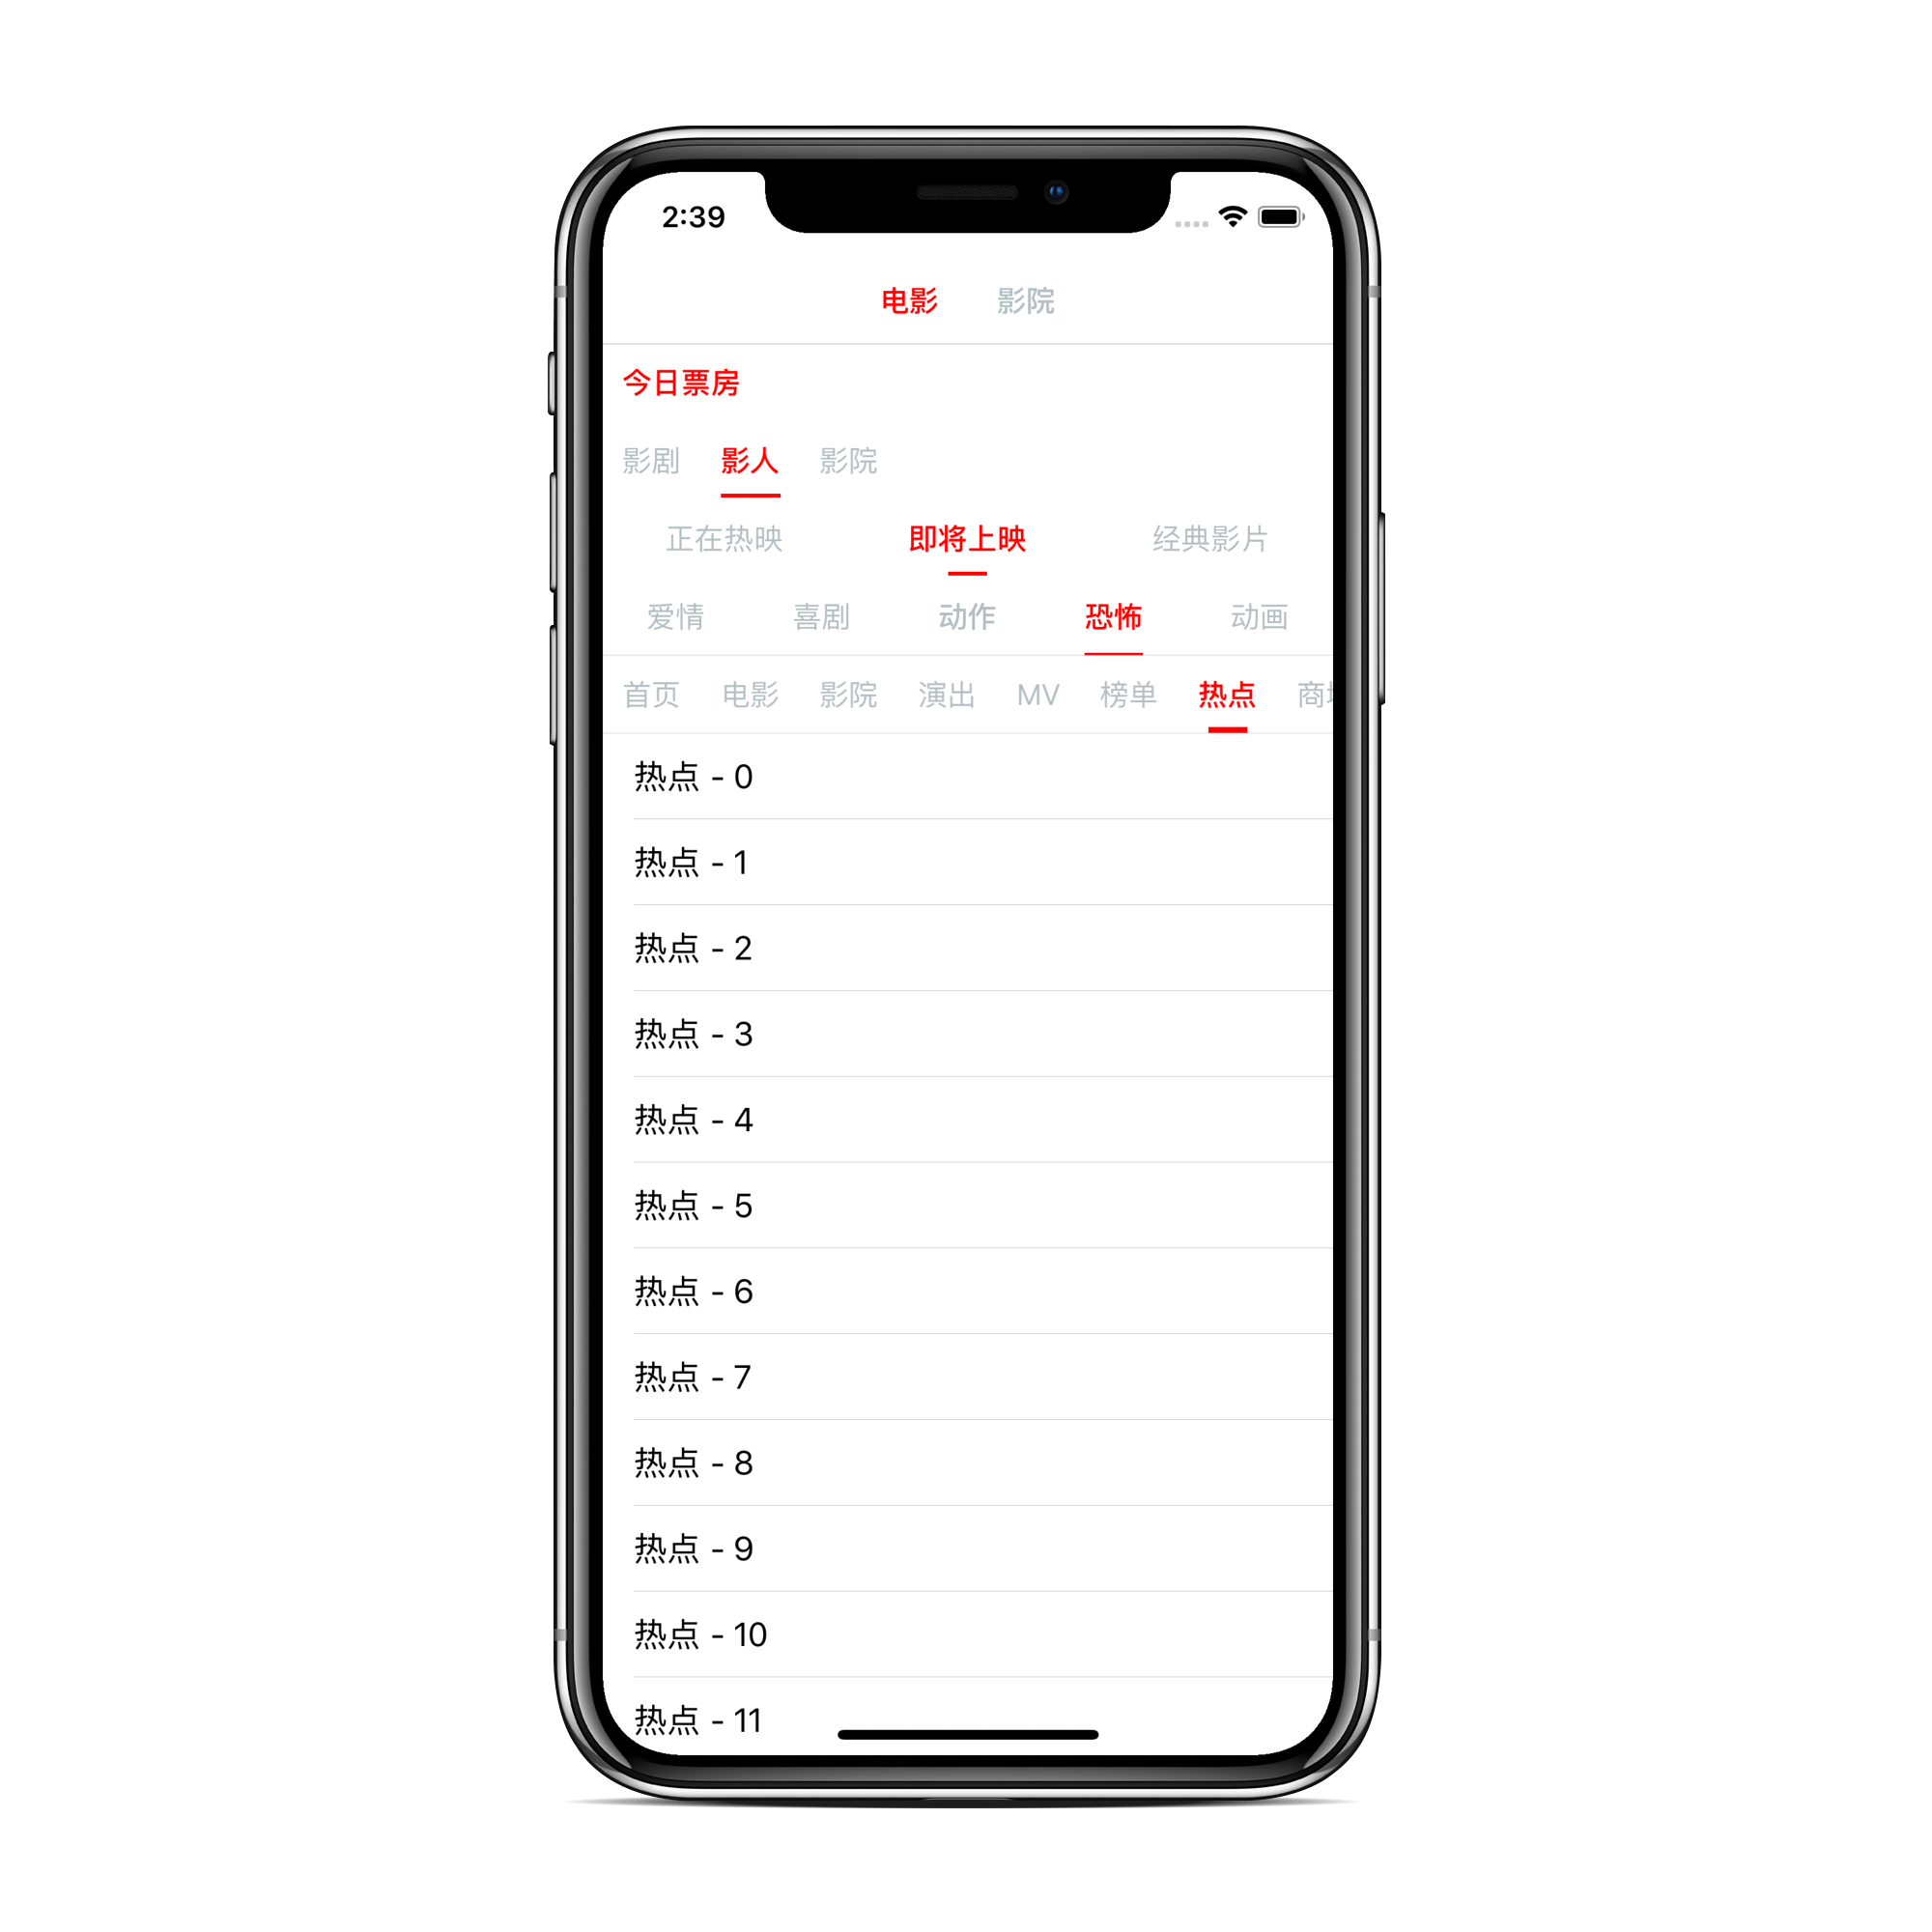 2:39
电影 影院
今日票房
影剧 影人 影院
正在热映 即将上映 经典影片
爱情 喜剧 动作 恐怖 动画
首页 电影 影院 演出 MV 榜单 热点 商
热点 - 0
热点 - 1
热点 - 2
热点 - 3
热点 - 4
热点 - 5
热点 - 6
热点 - 7
热点 - 8
热点 - 9
热点 - 10
热点 - 11